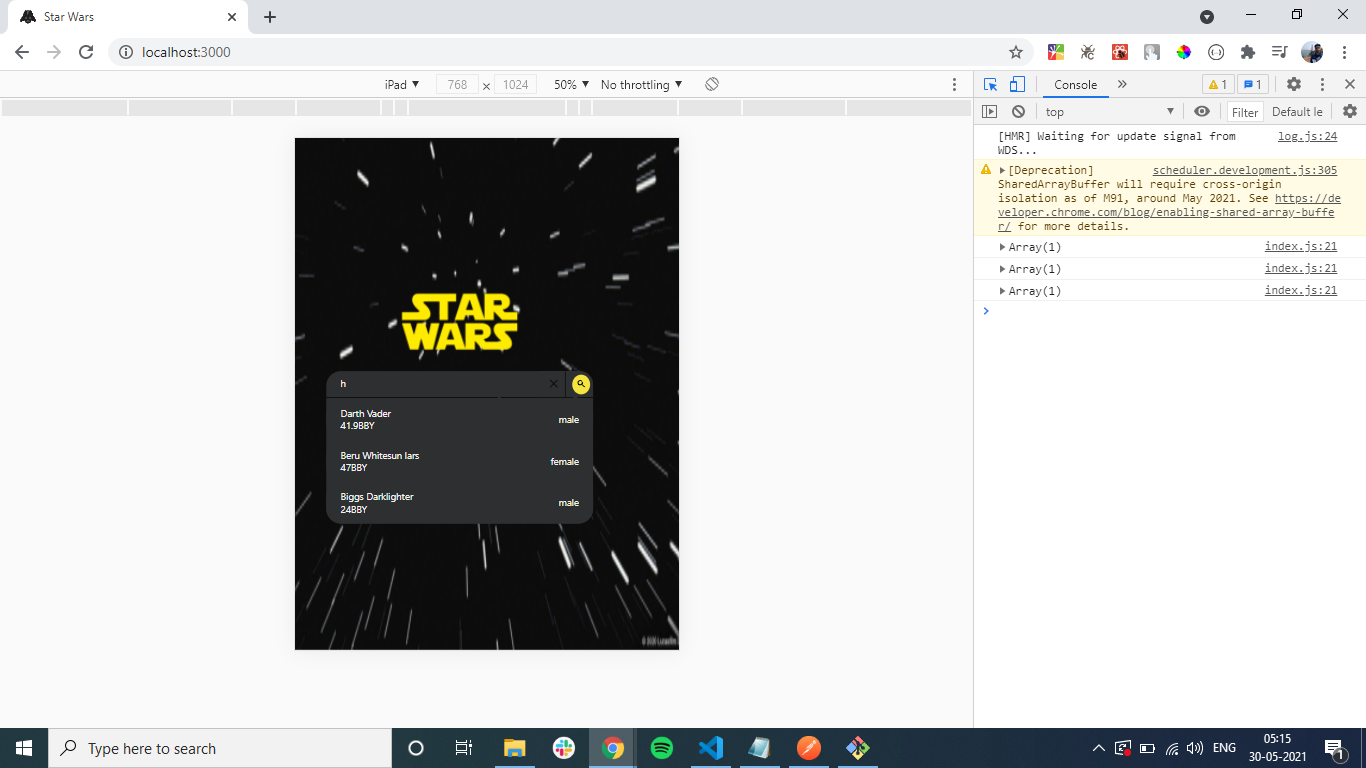 Star Wars
localhost:3000
iPad 768 × 1024 50% No throttling
Console 1 1
top Filter Default le
[HMR] Waiting for update signal from WDS... log.js:24
[Deprecation] scheduler.development.js:305
SharedArrayBuffer will require cross-origin
isolation as of M91, around May 2021. See https://de
veloper.chrome.com/blog/enabling-shared-array-buffe
r/ for more details.
Array(1) index.js:21
Array(1) index.js:21
Array(1) index.js:21
STAR
WARS
h
Darth Vader
41.9BBY male
Beru Whitesun lars
47BBY female
Biggs Darklighter
24BBY male
Type here to search
ENG
05:15
30-05-2021
1